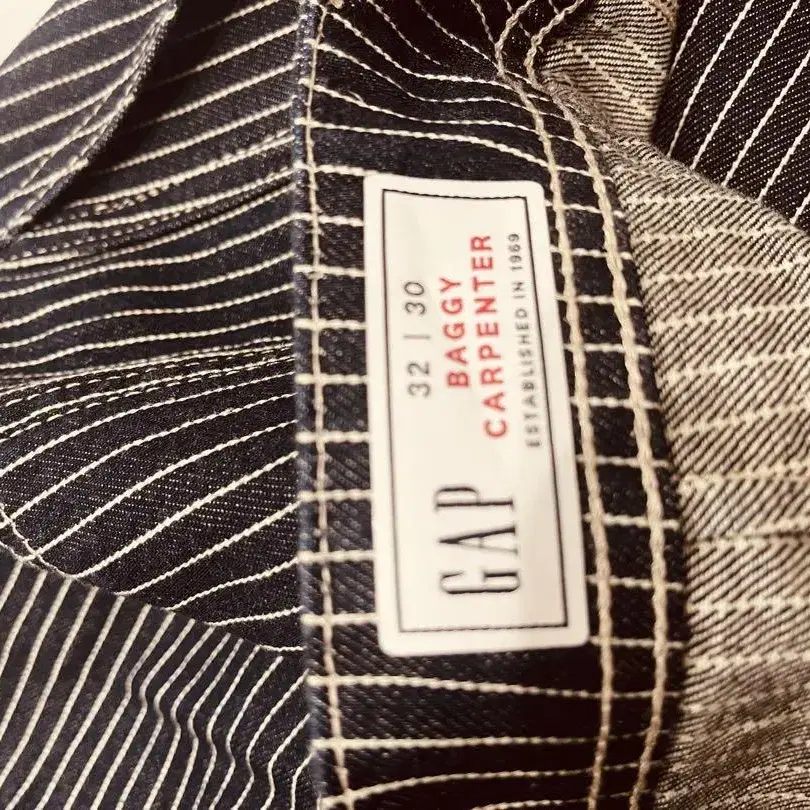 GAP
32 | 30
BAGGY
CARPENTER
ESTABLISHED IN 1969